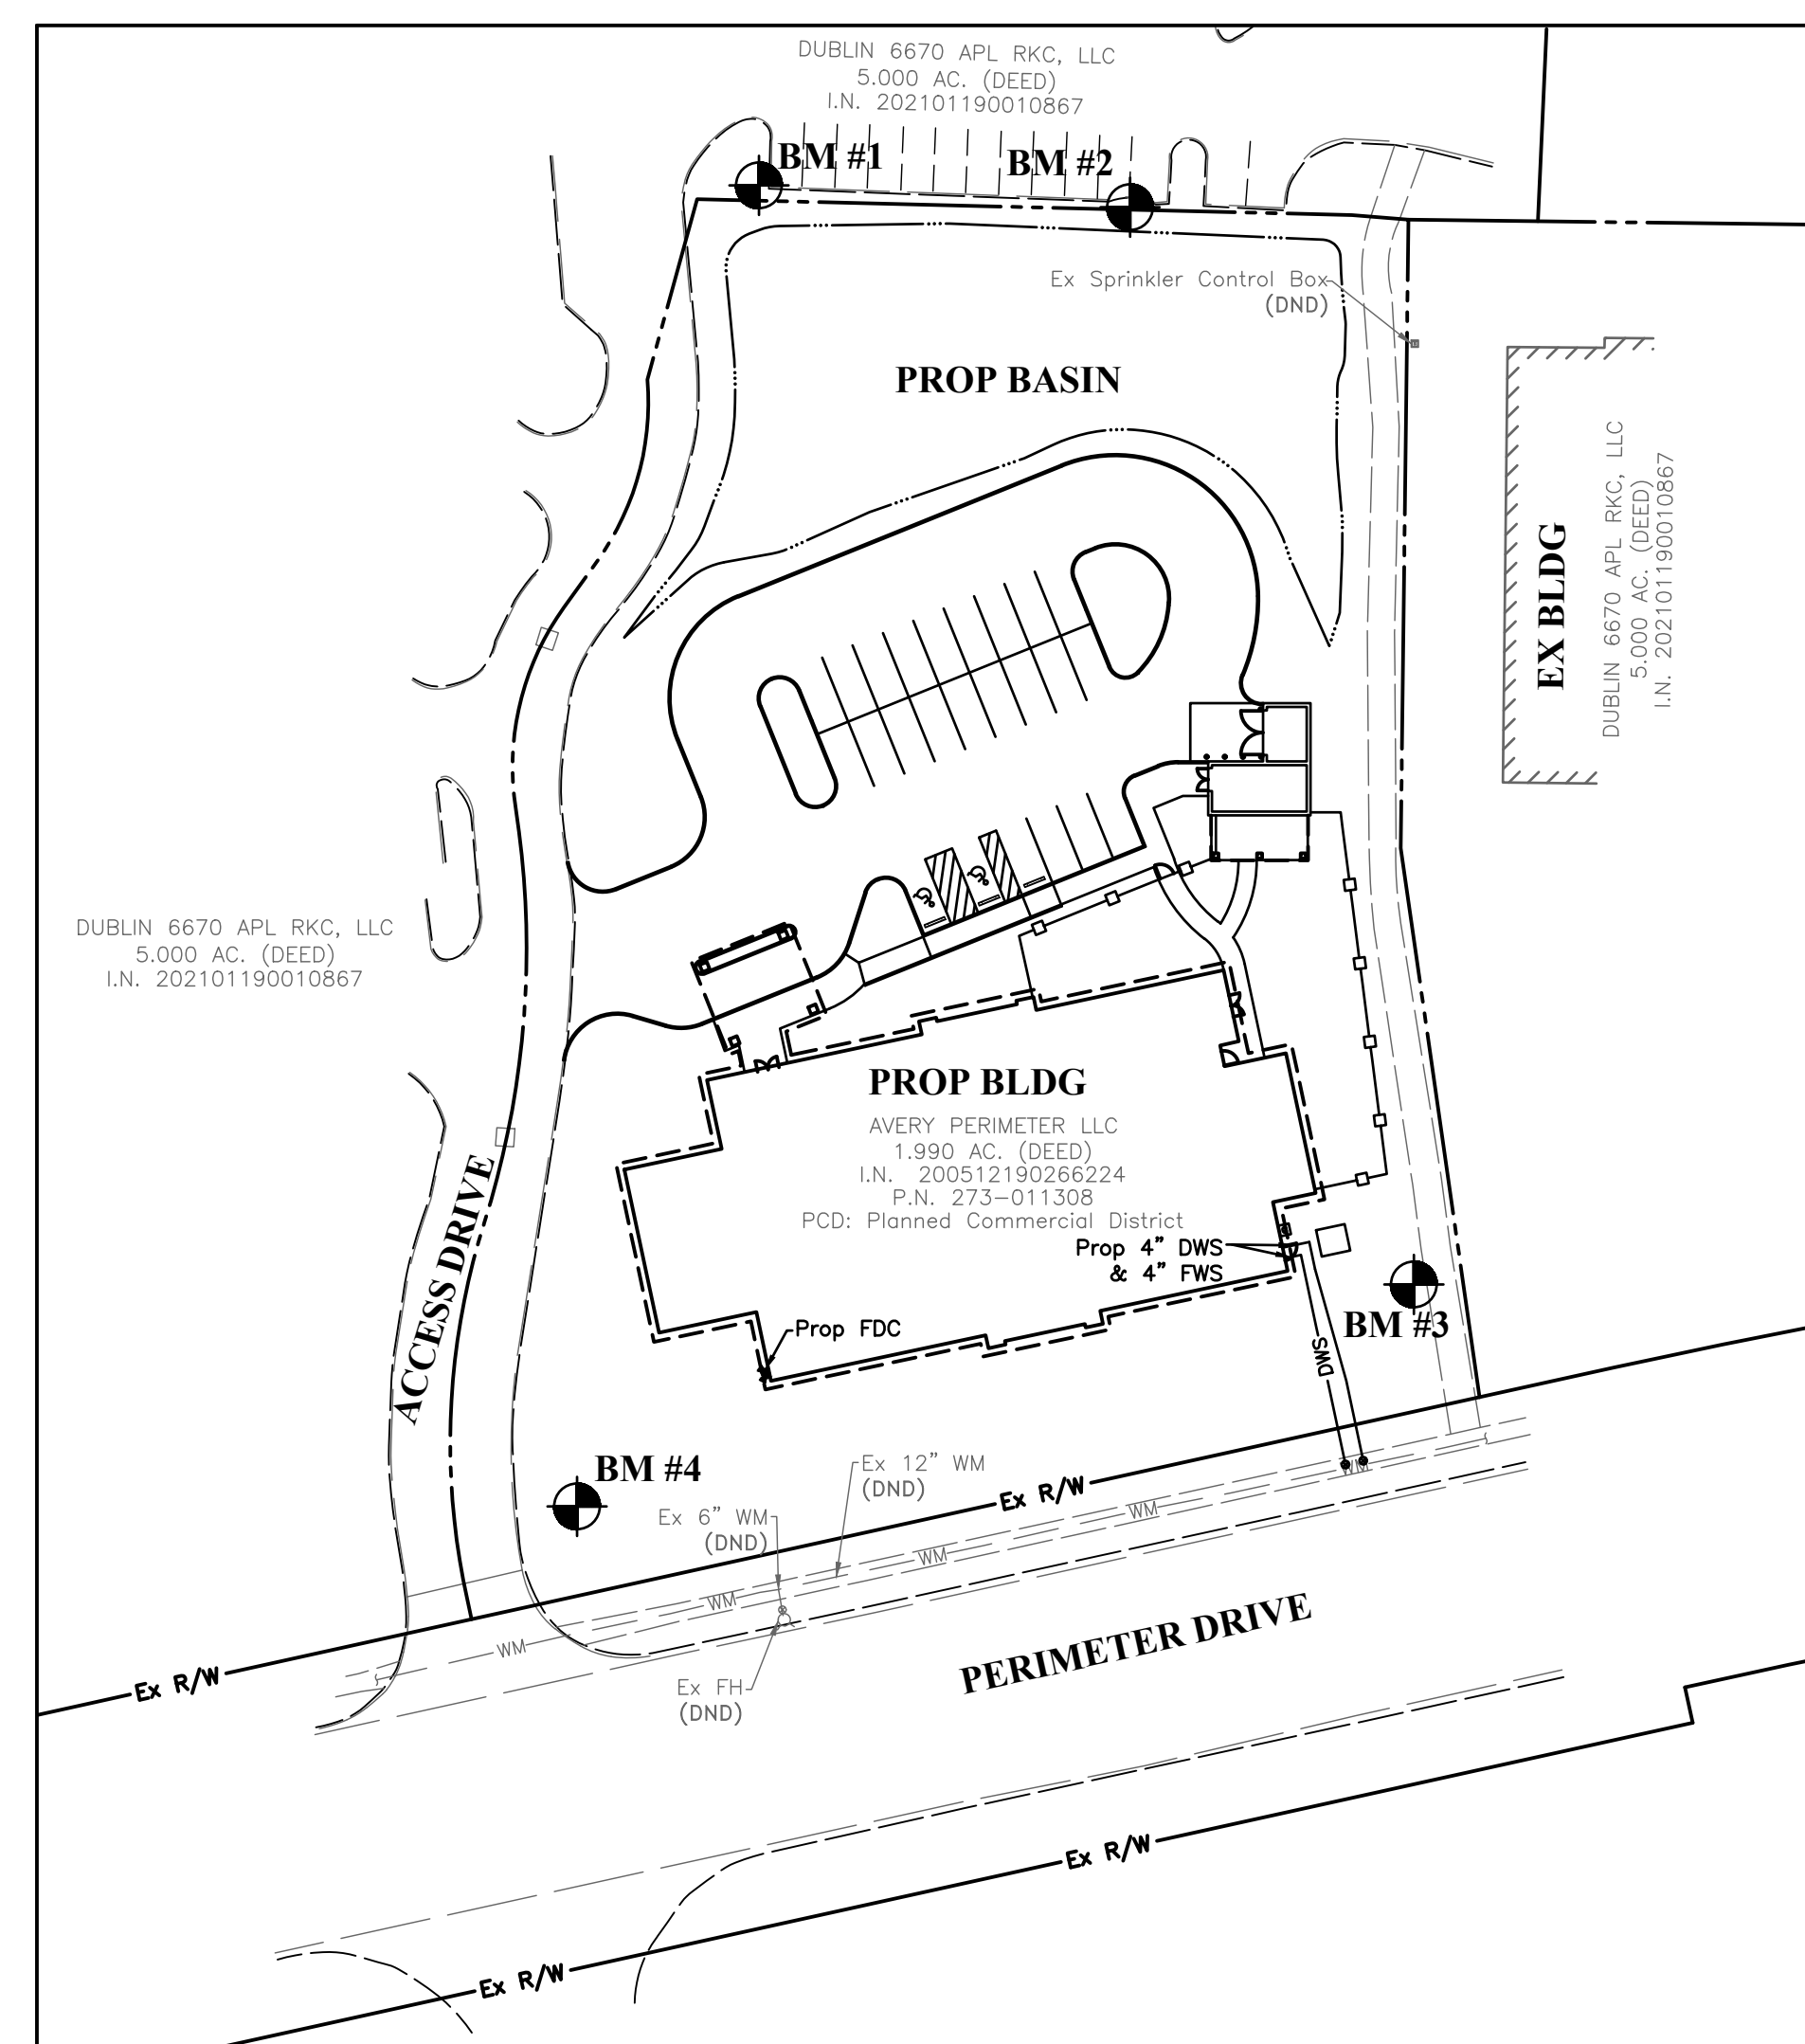 DUBLIN 6670 APL RKC, LLC
5.000 AC. (DEED)
I.N. 202101190010867
BM #1
BM #2
Ex Sprinkler Control Box
(DND)
PROP BASIN
EX BLDG
DUBLIN 6670 APL RKC, LLC
5.000 AC. (DEED)
I.N. 202101190010867
DUBLIN 6670 APL RKC, LLC
5.000 AC. (DEED)
I.N. 202101190010867
PROP BLDG
AVERY PERIMETER LLC
1.990 AC. (DEED)
I.N. 200512190266224
P.N. 273-011308
PCD: Planned Commercial District
Prop 4" DWS
& 4" FWS
ACCESS DRIVE
Prop FDC
BM #3
DWS
BM #4
Ex 12" WM
(DND)
Ex 6" WM
(DND)
Ex R/W
WM
WM
WM
WM
WM
Ex FH
(DND)
Ex R/W
PERIMETER DRIVE
Ex R/W
Ex R/W